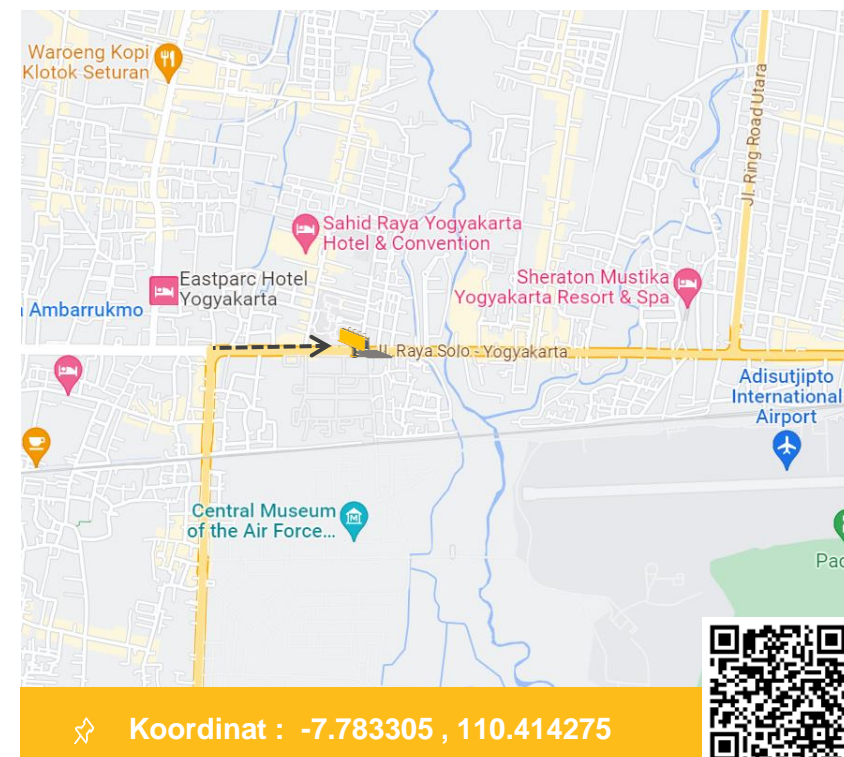 Waroeng Kopi
Klotok Seturan
Jl. Ring Road Utara
Sahid Raya Yogyakarta
Hotel & Convention
Eastparc Hotel
Yogyakarta
Sheraton Mustika
Yogyakarta Resort & Spa
Ambarrukmo
Jl. Raya Solo - Yogyakarta
Adisutjipto
International
Airport
Central Museum
of the Air Force...
Koordinat : -7.783305 , 110.414275